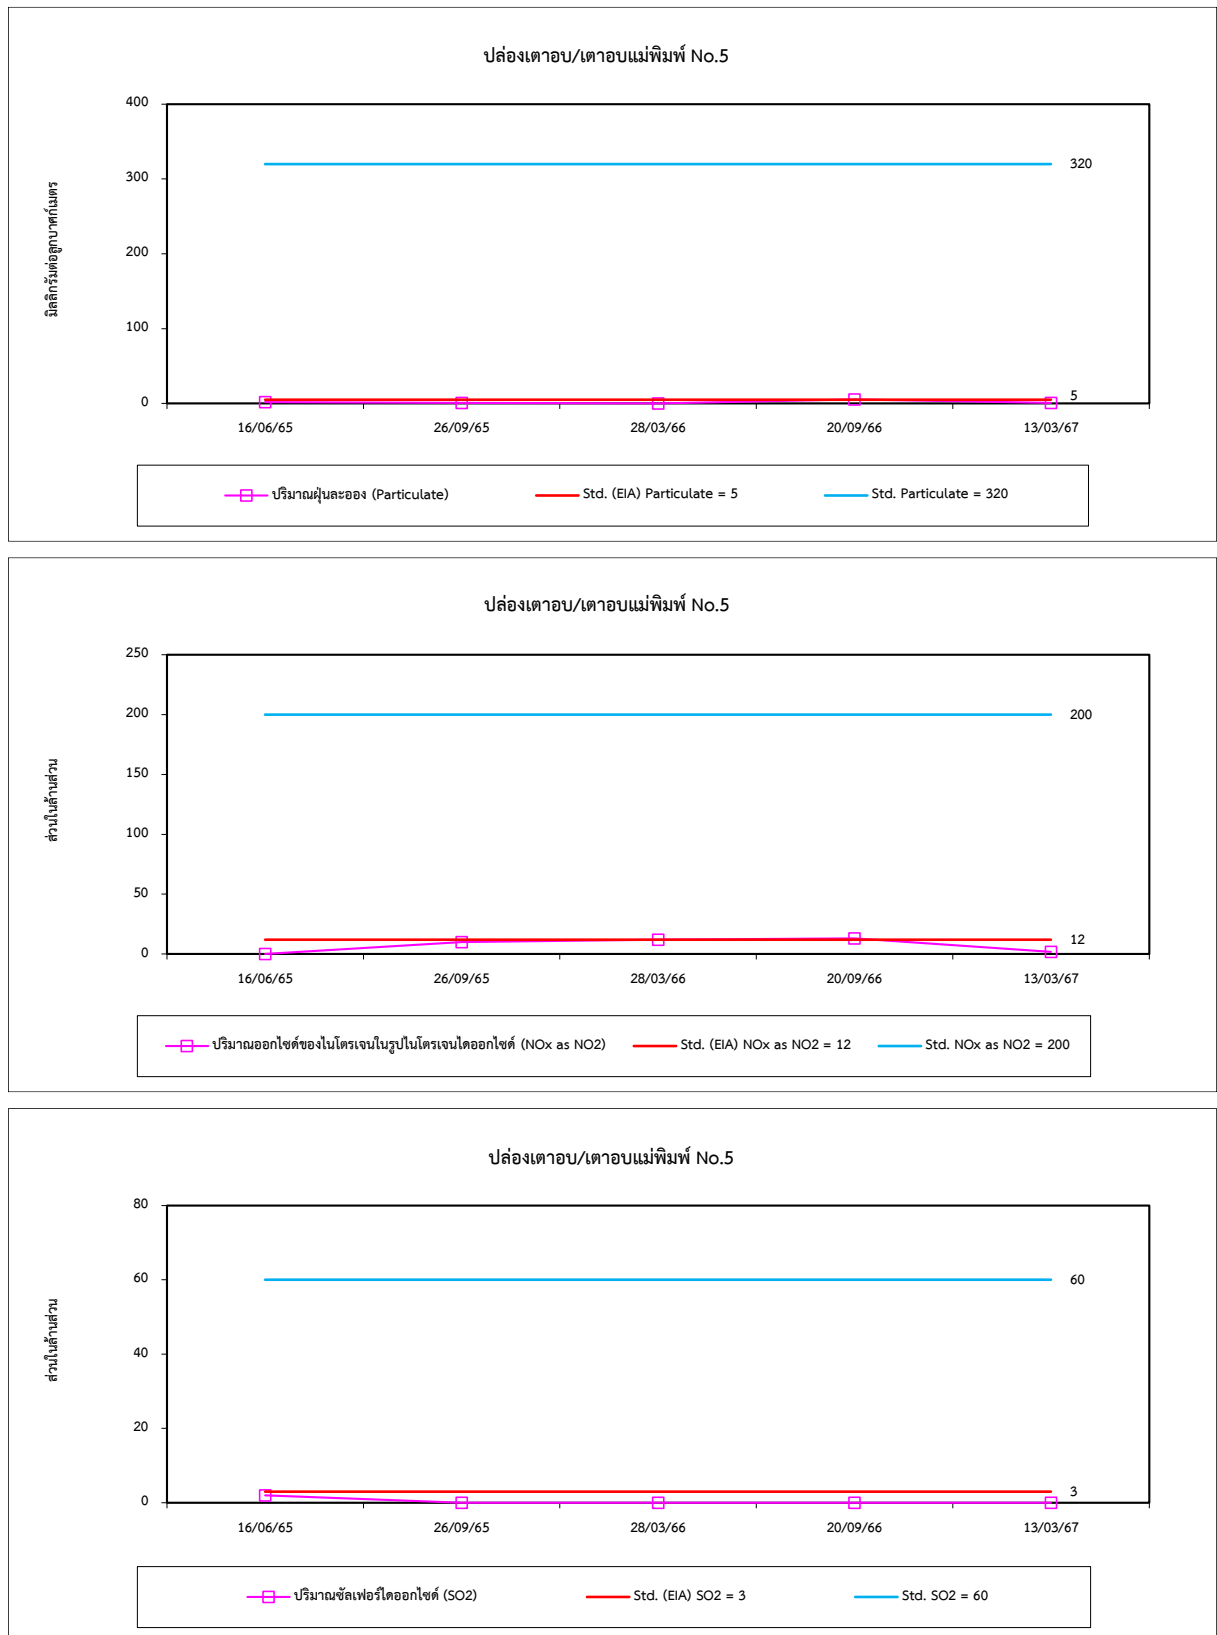 ปล่องเตาอบ/เตาอบแม่พิมพ์ No.5
มิลลิกรัมต่อลูกบาศก์เมตร
400
300
200
100
0
320
5
16/06/65 26/09/65 28/03/66 20/09/66 13/03/67
ปริมาณฝุ่นละออง (Particulate) Std. (EIA) Particulate = 5 Std. Particulate = 320
ปล่องเตาอบ/เตาอบแม่พิมพ์ No.5
ส่วนในล้านส่วน
250
200
150
100
50
0
200
12
16/06/65 26/09/65 28/03/66 20/09/66 13/03/67
ปริมาณออกไซด์ของไนโตรเจนในรูปไนโตรเจนไดออกไซด์ (NOx as NO2) Std. (EIA) NOx as NO2 = 12 Std. NOx as NO2 = 200
ปล่องเตาอบ/เตาอบแม่พิมพ์ No.5
ส่วนในล้านส่วน
80
60
40
20
0
60
3
16/06/65 26/09/65 28/03/66 20/09/66 13/03/67
ปริมาณซัลเฟอร์ไดออกไซด์ (SO2) Std. (EIA) SO2 = 3 Std. SO2 = 60